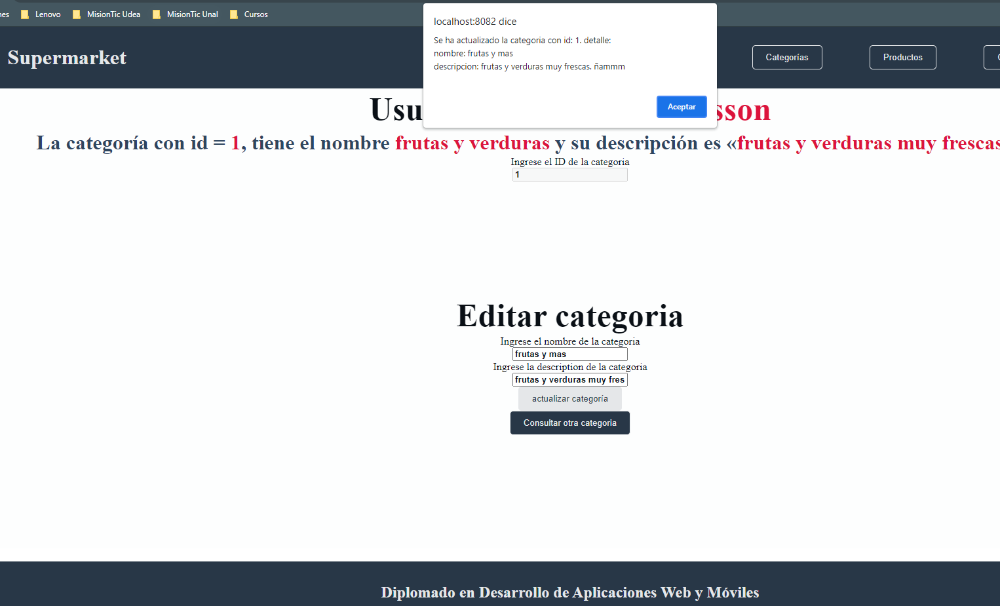 nes Lenovo MisionTic Udea MisionTic Unal Cursos
localhost:8082 dice
Se ha actualizado la categoria con id: 1. detalle:
nombre: frutas y mas
descripcion: frutas y verduras muy frescas. ñammm
Aceptar
Supermarket
Categorías
Productos
Usu
sson
La categoría con id = 1, tiene el nombre frutas y verduras y su descripción es «frutas y verduras muy frescas
Ingrese el ID de la categoria
1
Editar categoria
Ingrese el nombre de la categoria
frutas y mas
Ingrese la description de la categoria
frutas y verduras muy fres
actualizar categoría
Consultar otra categoria
Diplomado en Desarrollo de Aplicaciones Web y Móviles